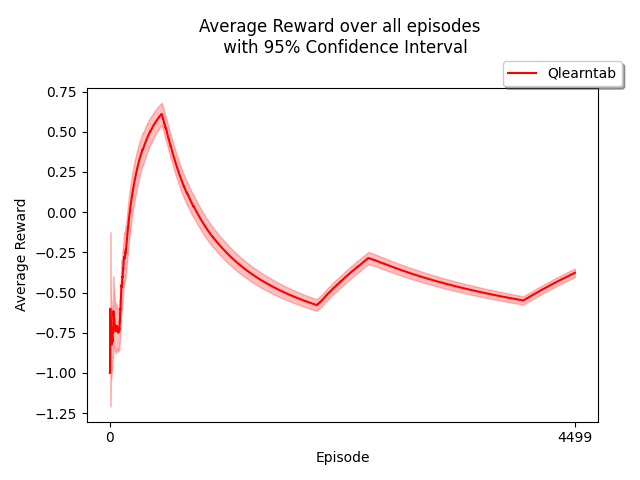 Average Reward over all episodes
with 95% Confidence Interval
Qlearntab
0.75
0.50
0.25
0.00
−0.25
−0.50
−0.75
−1.00
−1.25
Average Reward
0
4499
Episode